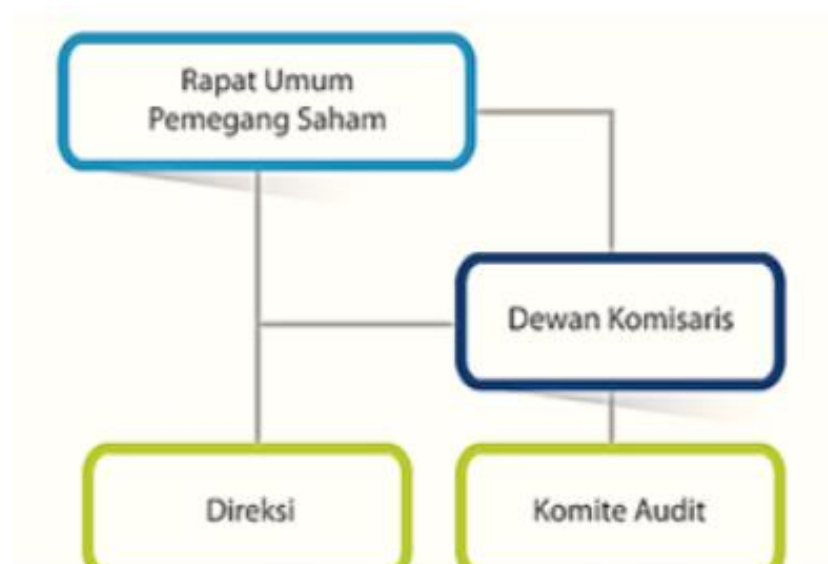 Rapat Umum
Pemegang Saham
Dewan Komisaris
Direksi
Komite Audit